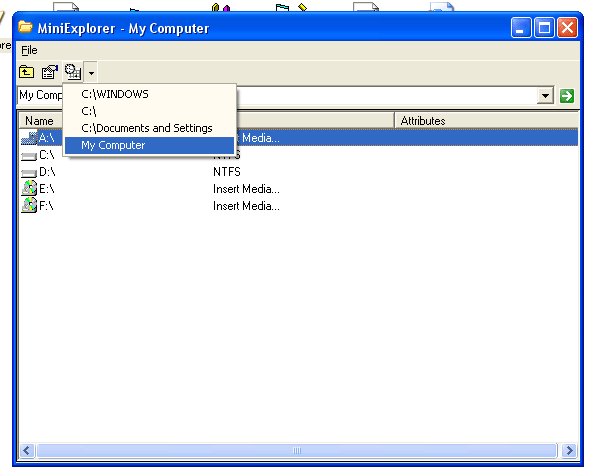 MiniExplorer - My Computer
File
C:\WINDOWS
C:\
C:\Documents and Settings
My Computer
My Comp
Name Attributes
A:\ Media...
C:\ NTFS
D:\ NTFS
E:\ Insert Media...
F:\ Insert Media...